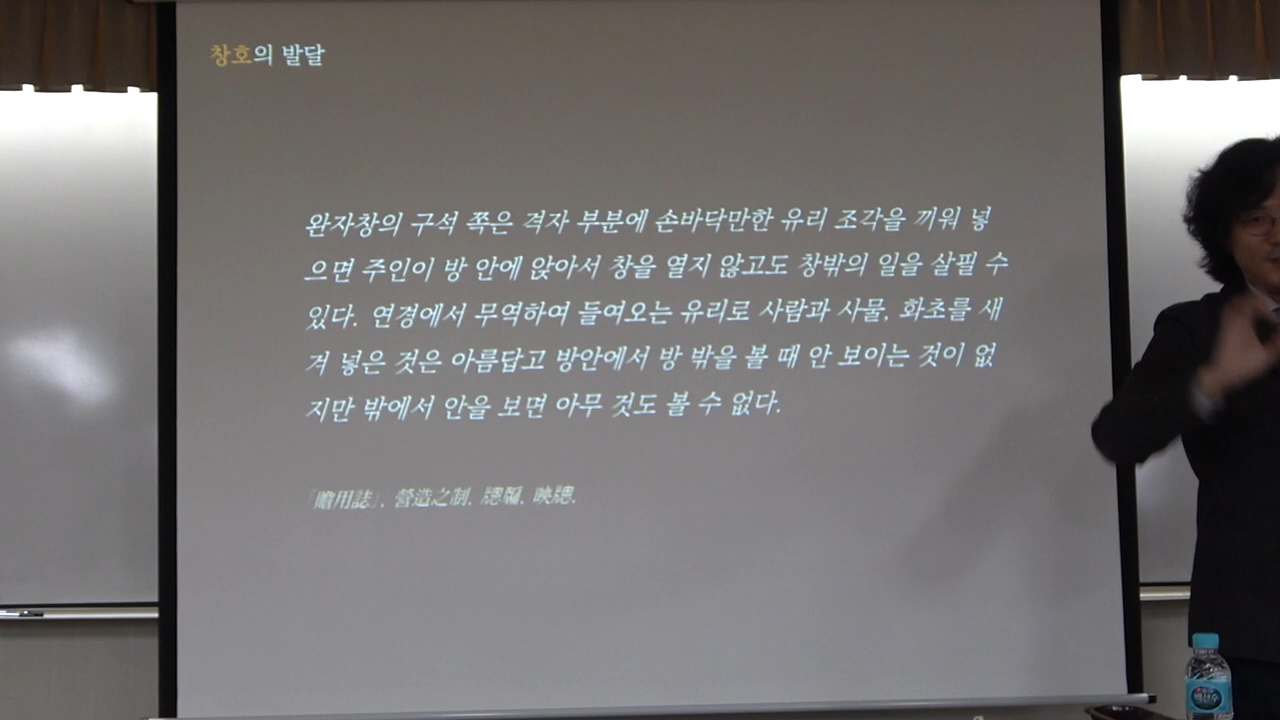 창호의 발달
완자창의 구석 쪽은 격자 부분에 손바닥만한 유리 조각을 끼워 넣
으면 주인이 방 안에 앉아서 창을 열지 않고도 창밖의 일을 살필 수
있다. 연경에서 무역하여 들여오는 유리로 사람과 사물, 화초를 새
겨 넣은 것은 아름답고 방안에서 방 밖을 볼 때 안 보이는 것이 없
지만 밖에서 안을 보면 아무 것도 볼 수 없다.
『贍用誌』, 營造之制,